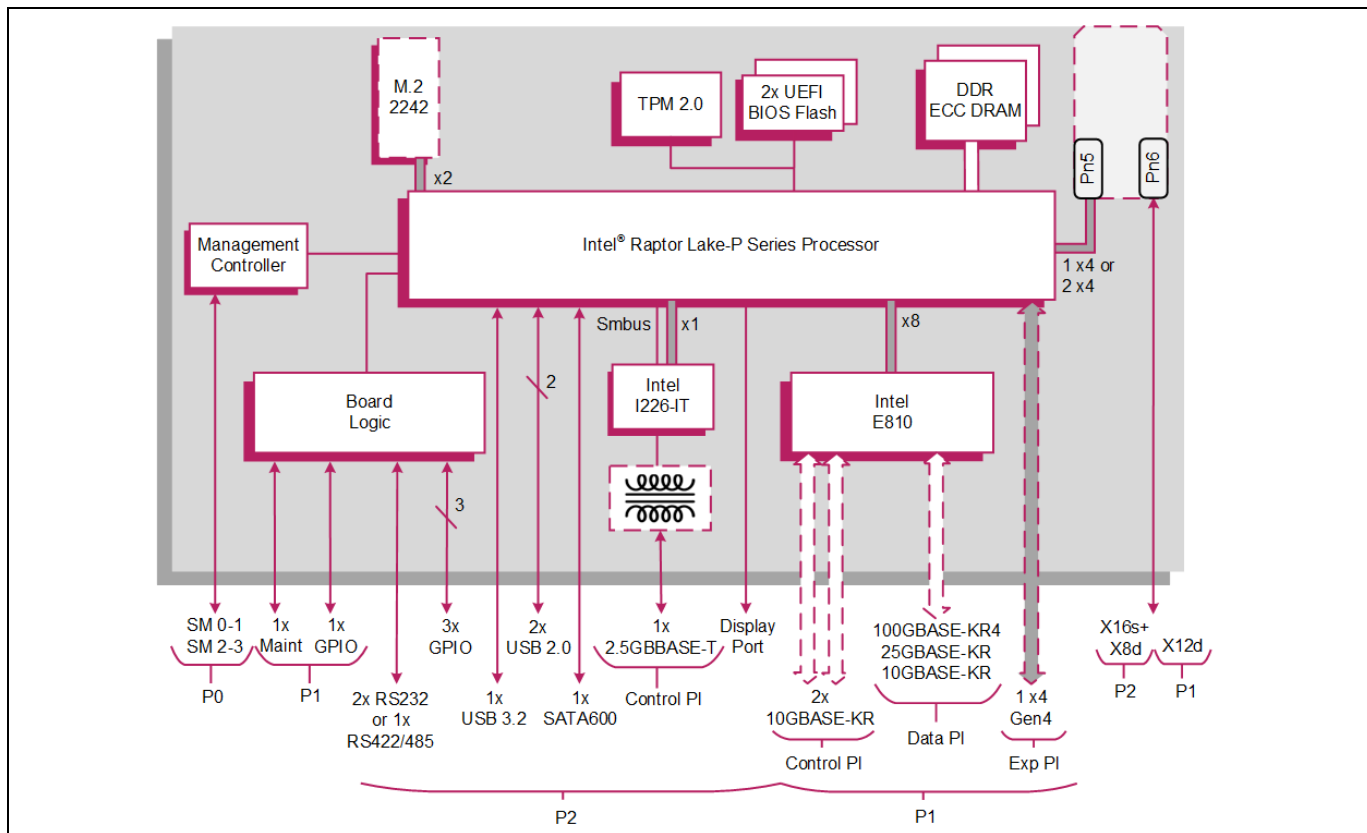 M.2
2242
TPM 2.0
2x UEFI
BIOS Flash
DDR
ECC DRAM
Pn5
Pn6
x2
Management
Controller
Intel® Raptor Lake-P Series Processor
1 x4 or
2 x4
Smbus
x1
x8
Board
Logic
2
Intel
I226-IT
Intel
E810
3
SM 0-1
SM 2-3
P0
1x
Maint
1x
GPIO
P1
2x RS232
or 1x
RS422/485
3x
GPIO
1x
USB 3.2
2x
USB 2.0
1x
SATA600
1x
2.5GBBASE-T
Control Pl
Display
Port
2x
10GBASE-KR
Control Pl
100GBASE-KR4
25GBASE-KR
10GBASE-KR
Data Pl
1 x4
Gen4
Exp Pl
X16s+
X8d
P2
X12d
P1
P2
P1